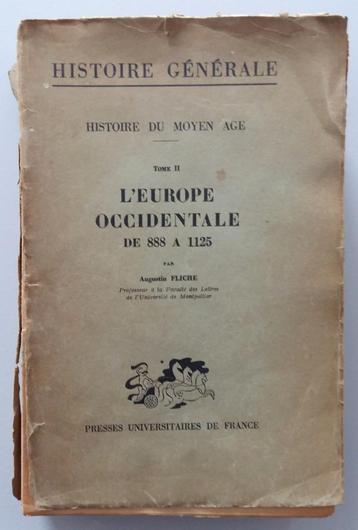 HISTOIRE GÉNÉRALE
HISTOIRE DU MOYEN AGE
TOME II
L'EUROPE
OCCIDENTALE
DE 888 A 1125
PAR
Augustin FLICHE
Professeur à la Faculté des Lettres
de l'Université de Montpellier
PRESSES UNIVERSITAIRES DE FRANCE